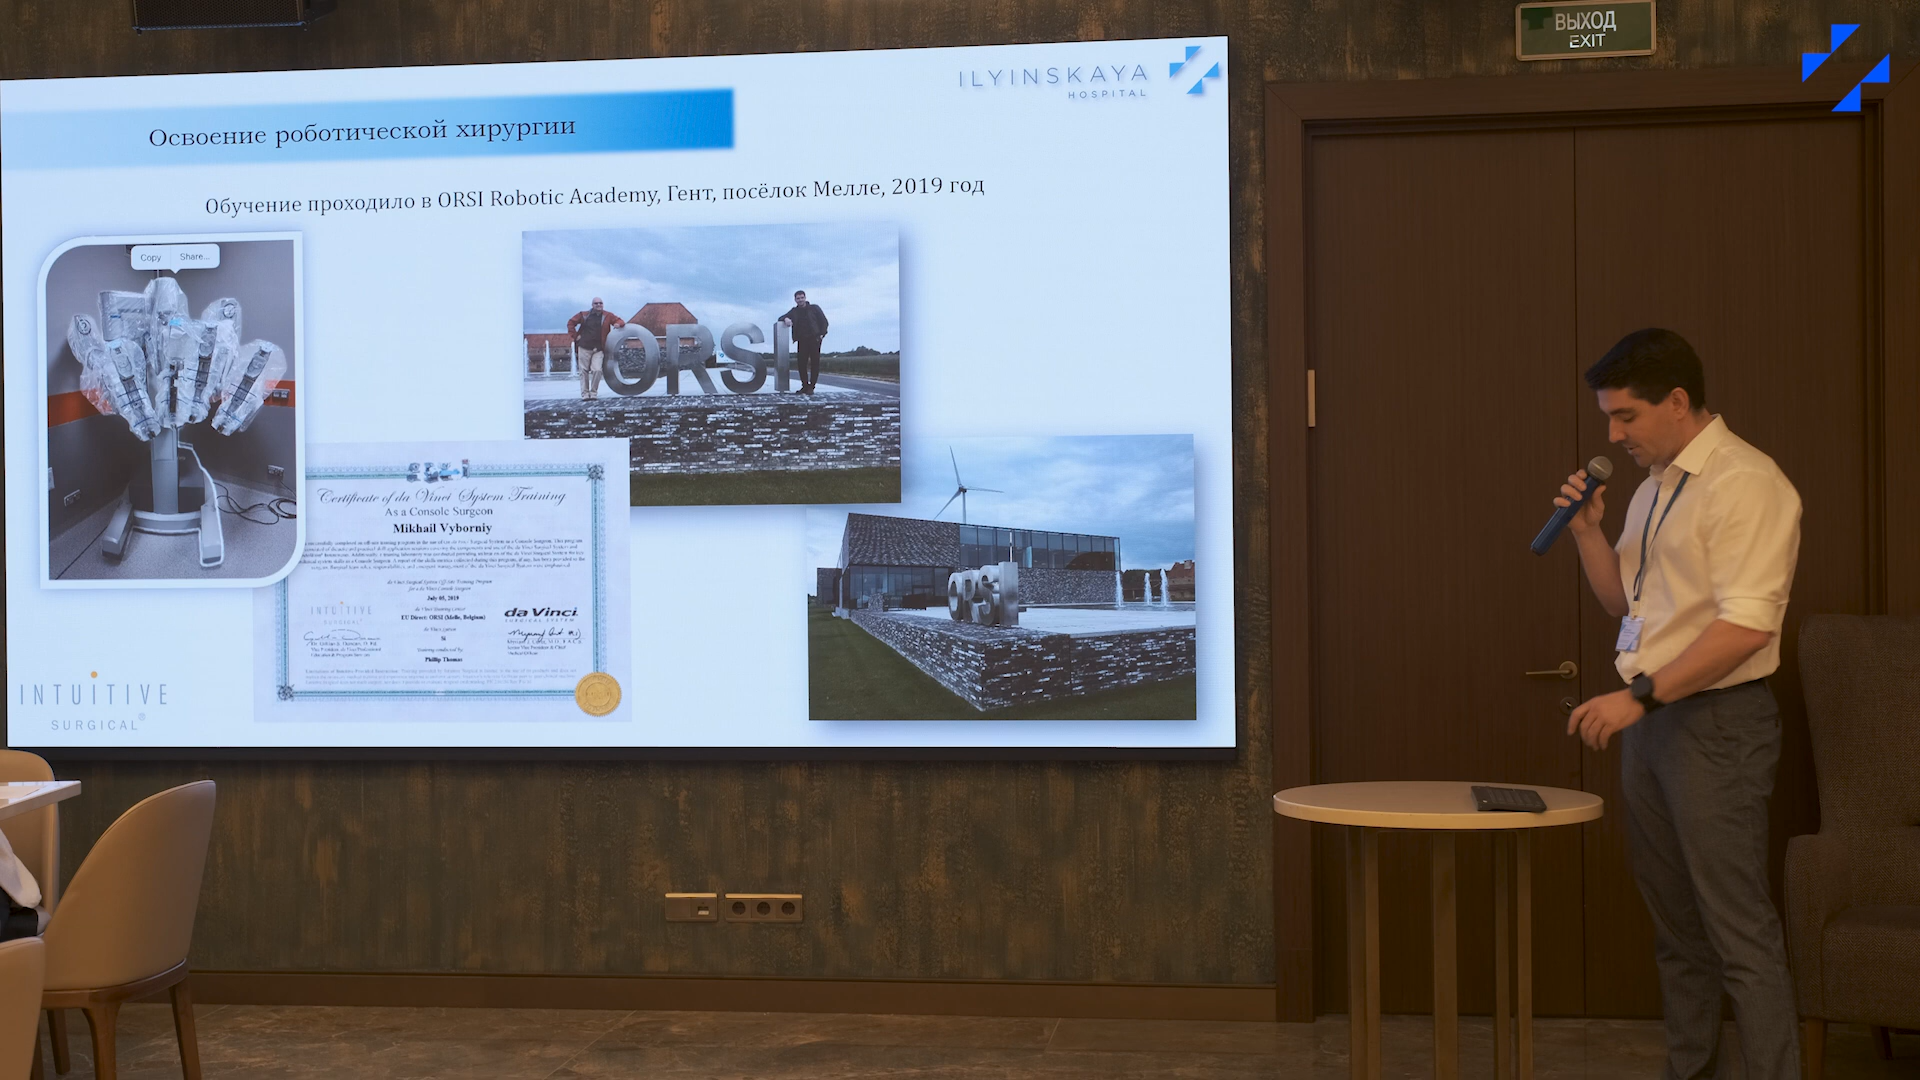 ВЫХОД
EXIT
ILYINSKAYA
HOSPITAL
Освоение роботической хирургии
Обучение проходило в ORSI Robotic Academy, Гент, посёлок Мелле, 2019 год
Copy Share...
ORSI
Certificate of da Vinci System Training
As a Console Surgeon
Mikhail Vyborniy
July 05, 2019
EU Direct: ORSI (Melle, Belgium)
Si
Phillip Thomas
INTUITIVE
SURGICAL
da Vinci
SURGICAL SYSTEM
ORSI
INTUITIVE
SURGICAL®